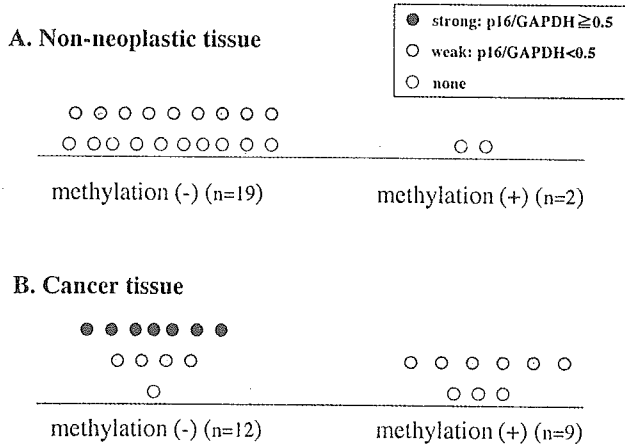 A. Non-neoplastic tissue
strong: p16/GAPDH≧0.5
weak: p16/GAPDH<0.5
none
methylation (-) (n=19)
methylation (+) (n=2)
B. Cancer tissue
methylation (-) (n=12)
methylation (+) (n=9)